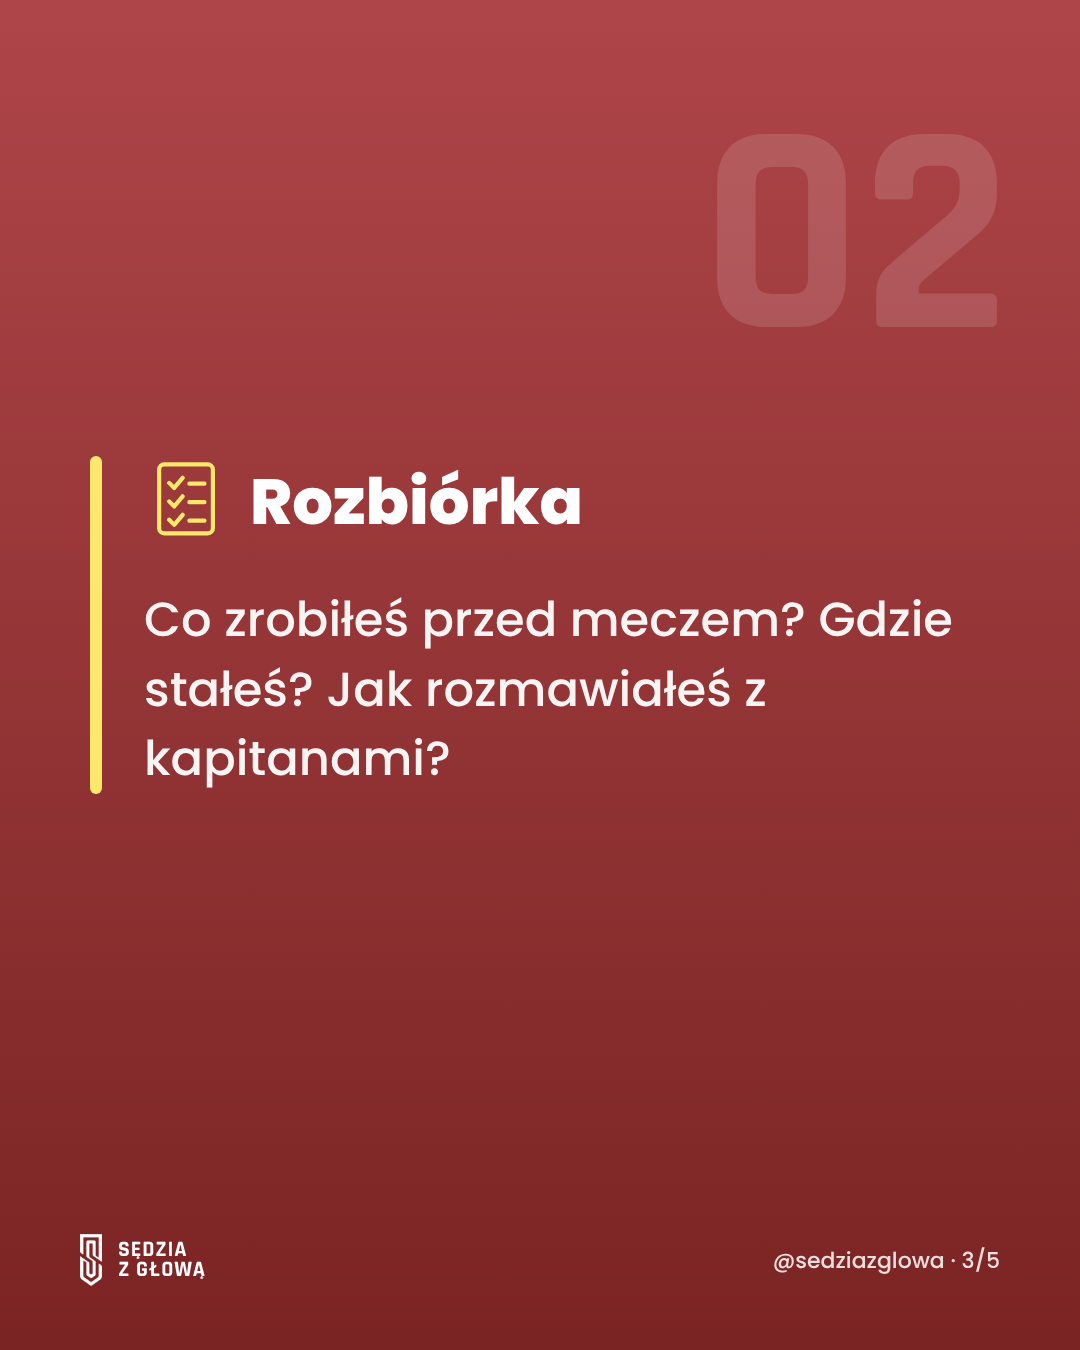 02
Rozbiórka
Co zrobiłeś przed meczem? Gdzie
stałeś? Jak rozmawiałeś z
kapitanami?
SĘDZIA
Z GŁOWĄ
@sedziazglowa · 3/5